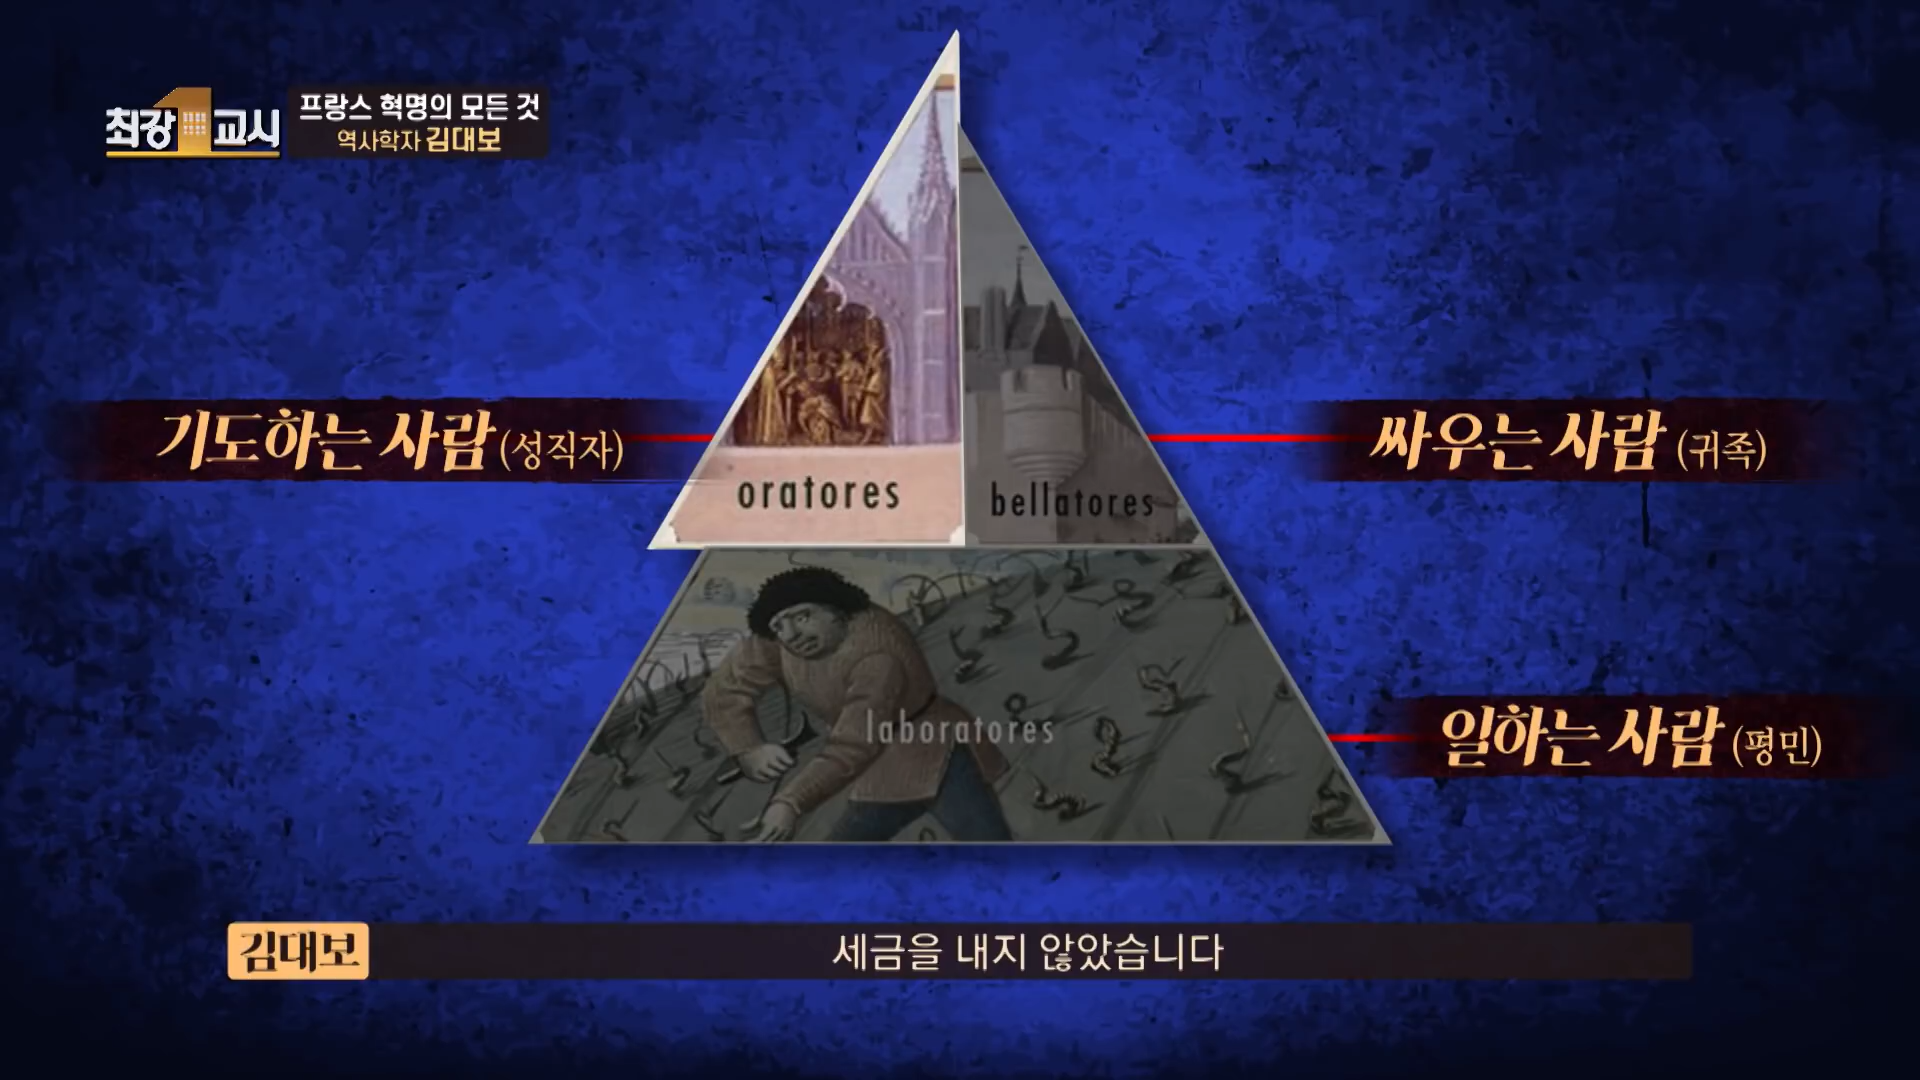 최강1교시
프랑스 혁명의 모든 것
역사학자 김대보
기도하는 사람 (성직자)
싸우는 사람 (귀족)
oratores
bellatores
laboratores
일하는 사람 (평민)
김대보
세금을 내지 않았습니다